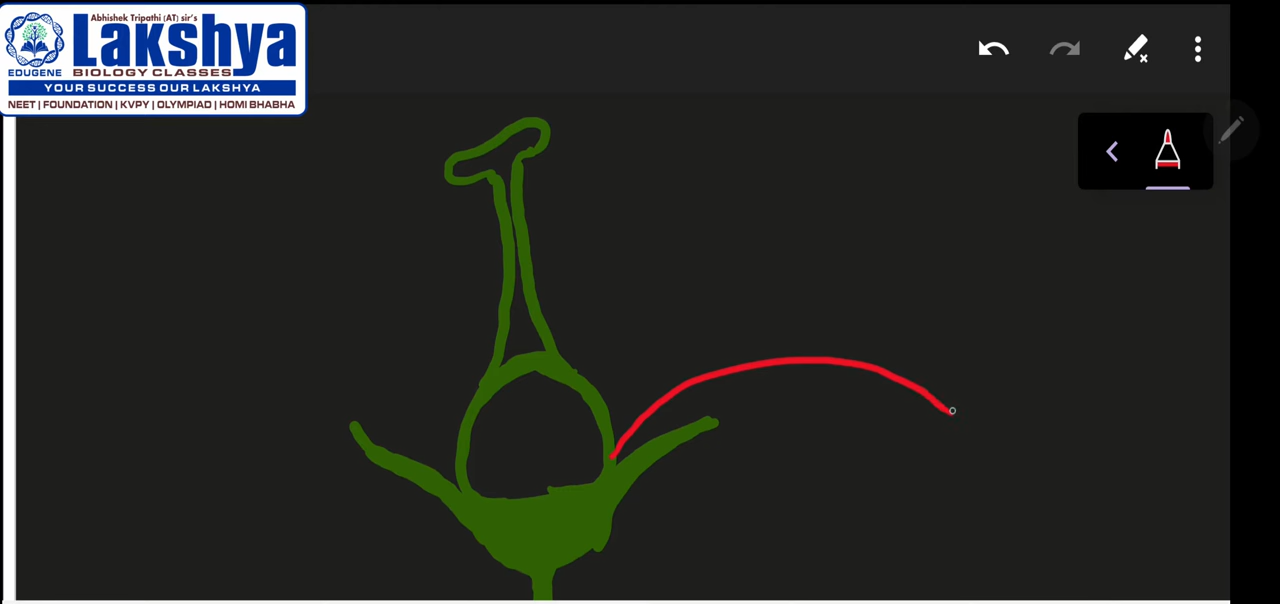 Abhishek Tripathi (AT) sir's
Lakshya
EDUGENE BIOLOGY CLASSES
YOUR SUCCESS OUR LAKSHYA
NEET | FOUNDATION | KVPY | OLYMPIAD | HOMI BHABHA